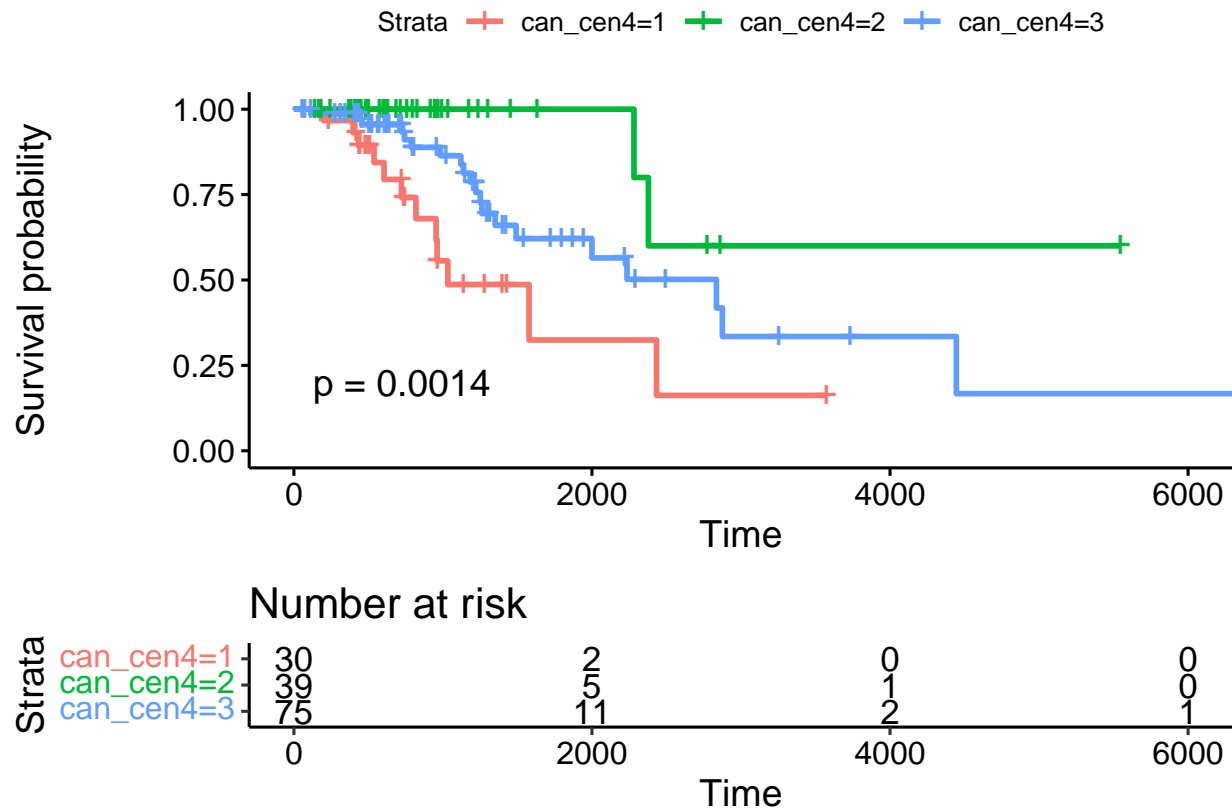 Strata can_cen4=1 can_cen4=2 can_cen4=3
Survival probability
1.00
0.75
0.50
0.25
0.00
p = 0.0014
0 2000 4000 6000
Time
Number at risk
Strata
can_cen4=1 30 2 0 0
can_cen4=2 39 5 1 0
can_cen4=3 75 11 2 1
0 2000 4000 6000
Time